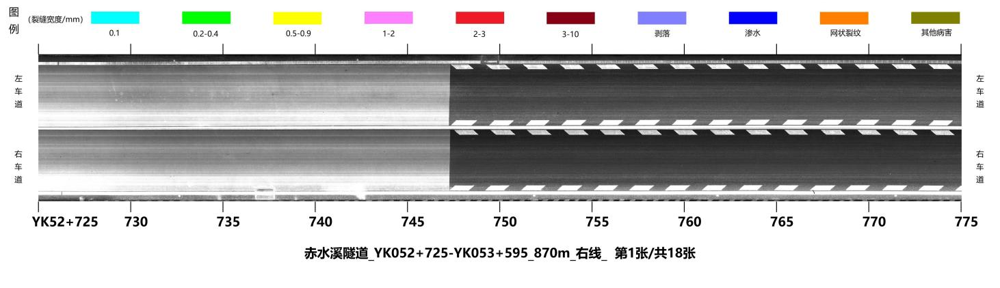 图例
(裂缝宽度/mm)
0.1
0.2-0.4
0.5-0.9
1-2
2-3
3-10
剥落
渗水
网状裂纹
其他病害
左车道
左车道
右车道
右车道
YK52+725 730 735 740 745 750 755 760 765 770 775
赤水溪隧道_YK052+725-YK053+595_870m_右线_ 第1张/共18张